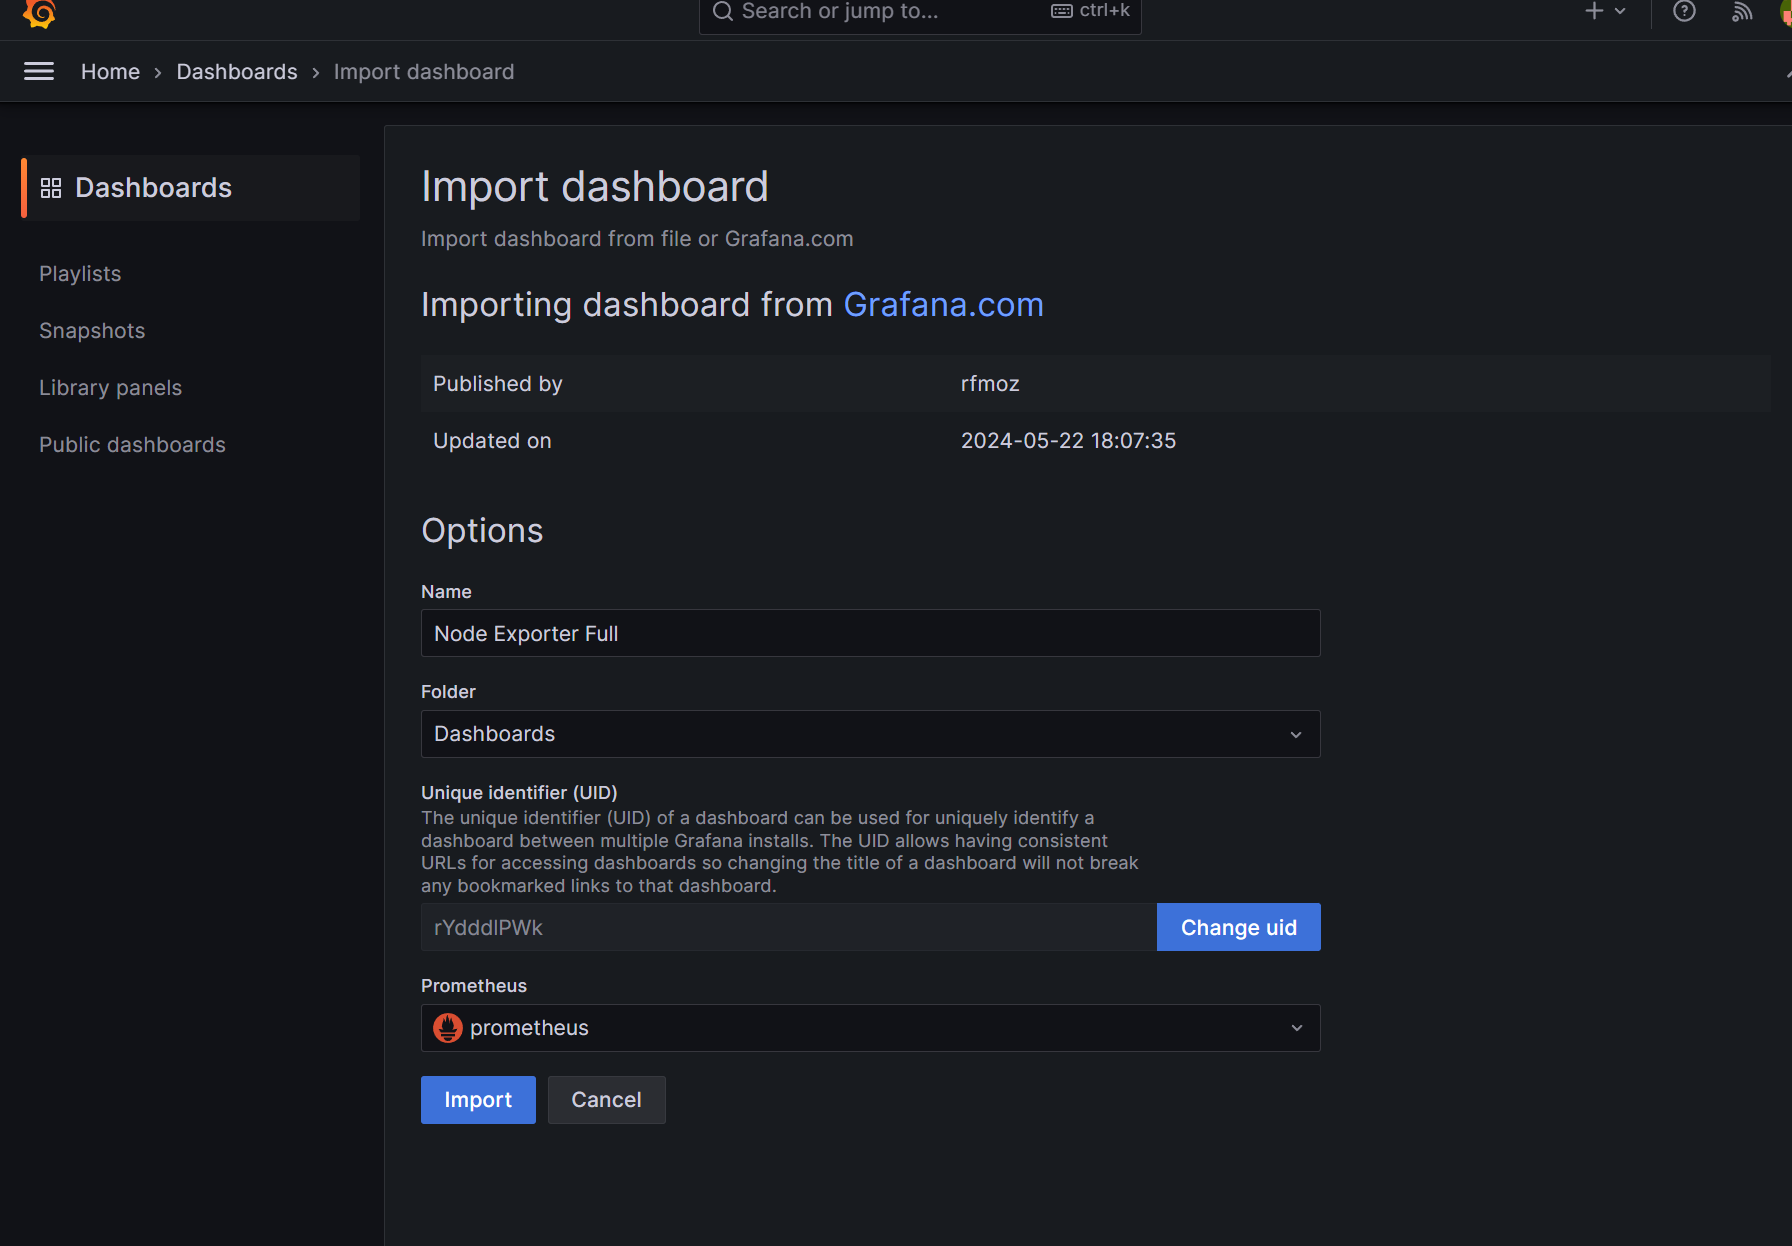 Search or jump to...
ctrl+k
Home › Dashboards › Import dashboard
Dashboards
Playlists
Snapshots
Library panels
Public dashboards
Import dashboard
Import dashboard from file or Grafana.com
Importing dashboard from Grafana.com
Published by rfmoz
Updated on 2024-05-22 18:07:35
Options
Name
Node Exporter Full
Folder
Dashboards
Unique identifier (UID)
The unique identifier (UID) of a dashboard can be used for uniquely identify a
dashboard between multiple Grafana installs. The UID allows having consistent
URLs for accessing dashboards so changing the title of a dashboard will not break
any bookmarked links to that dashboard.
rYdddlPWk
Change uid
Prometheus
prometheus
Import
Cancel